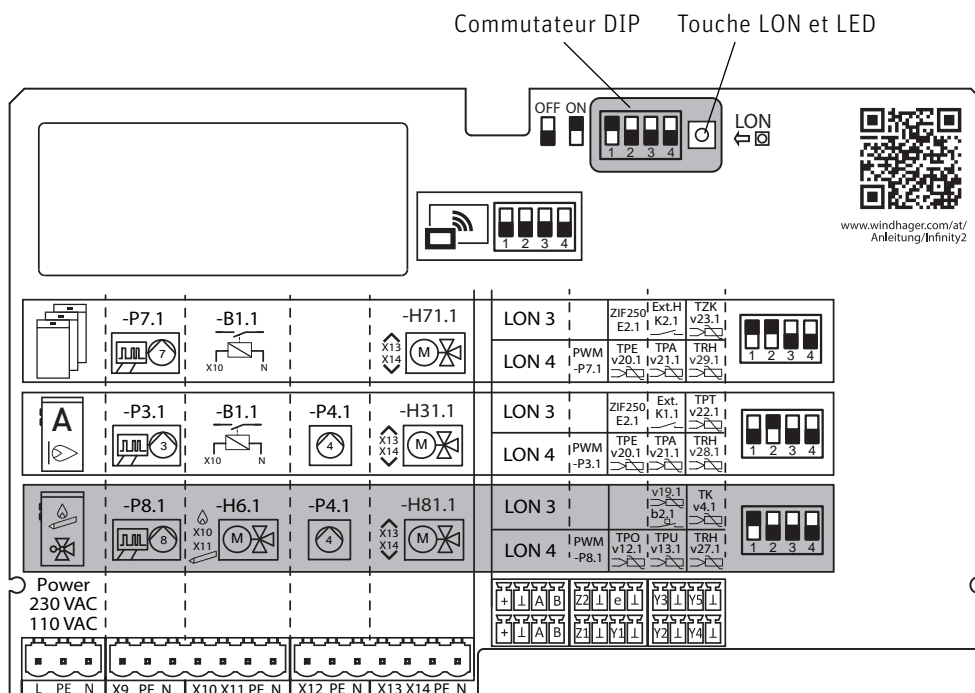 Commutateur DIP Touche LON et LED
OFF ON
LON
1 2 3 4
www.windhager.com/at/
Anleitung/Infinity2
1 2 3 4
-P7.1 -B1.1 -H71.1
7
X10 N
X13
X14
M
LON 3 ZIF250 E2.1 Ext.H K2.1 TZK v23.1
LON 4 PWM -P7.1 TPE v20.1 TPA v21.1 TRH v29.1
1 2 3 4
A
-P3.1 -B1.1 -P4.1 -H31.1
3
X10 N
4
X13
X14
M
LON 3 ZIF250 E2.1 Ext. K1.1 TPT v22.1
LON 4 PWM -P3.1 TPE v20.1 TPA v21.1 TRH v28.1
1 2 3 4
-P8.1 -H6.1 -P4.1 -H81.1
8
X10
X11
M
4
X13
X14
M
LON 3 v19.1 b2.1 TK v4.1
LON 4 PWM -P8.1 TPO v12.1 TPU v13.1 TRH v27.1
1 2 3 4
Power
230 VAC
110 VAC
+ ⊥ A B Z2 ⊥ e ⊥ Y3 ⊥ Y5 ⊥
+ ⊥ A B Z1 ⊥ Y1 ⊥ Y2 ⊥ Y4 ⊥
L PE N X9 PE N X10 X11 PE N X12 PE N X13 X14 PE N